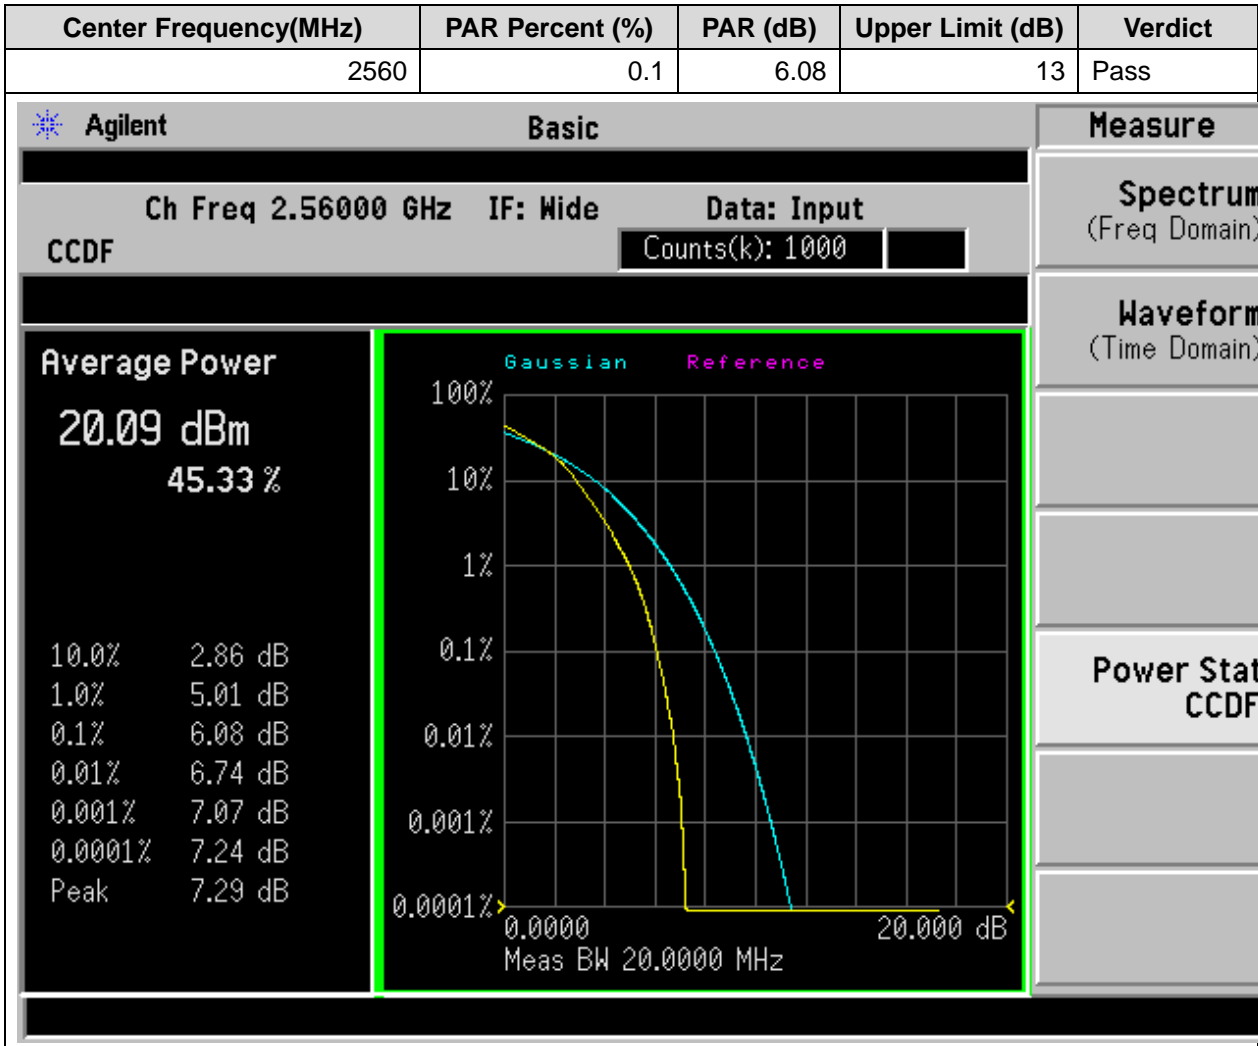 Center Frequency(MHz) PAR Percent (%) PAR (dB) Upper Limit (dB) Verdict
2560 0.1 6.08 13 Pass
Agilent Basic Measure
Ch Freq 2.56000 GHz IF: Wide Data: Input
CCDF Counts(k): 1000
Spectrum
(Freq Domain)
Waveform
(Time Domain)
Power Stat
CCDF
Average Power
20.09 dBm
45.33 %
10.0% 2.86 dB
1.0% 5.01 dB
0.1% 6.08 dB
0.01% 6.74 dB
0.001% 7.07 dB
0.0001% 7.24 dB
Peak 7.29 dB
Gaussian Reference
100%
10%
1%
0.1%
0.01%
0.001%
0.0001%
0.0000 20.000 dB
Meas BW 20.0000 MHz